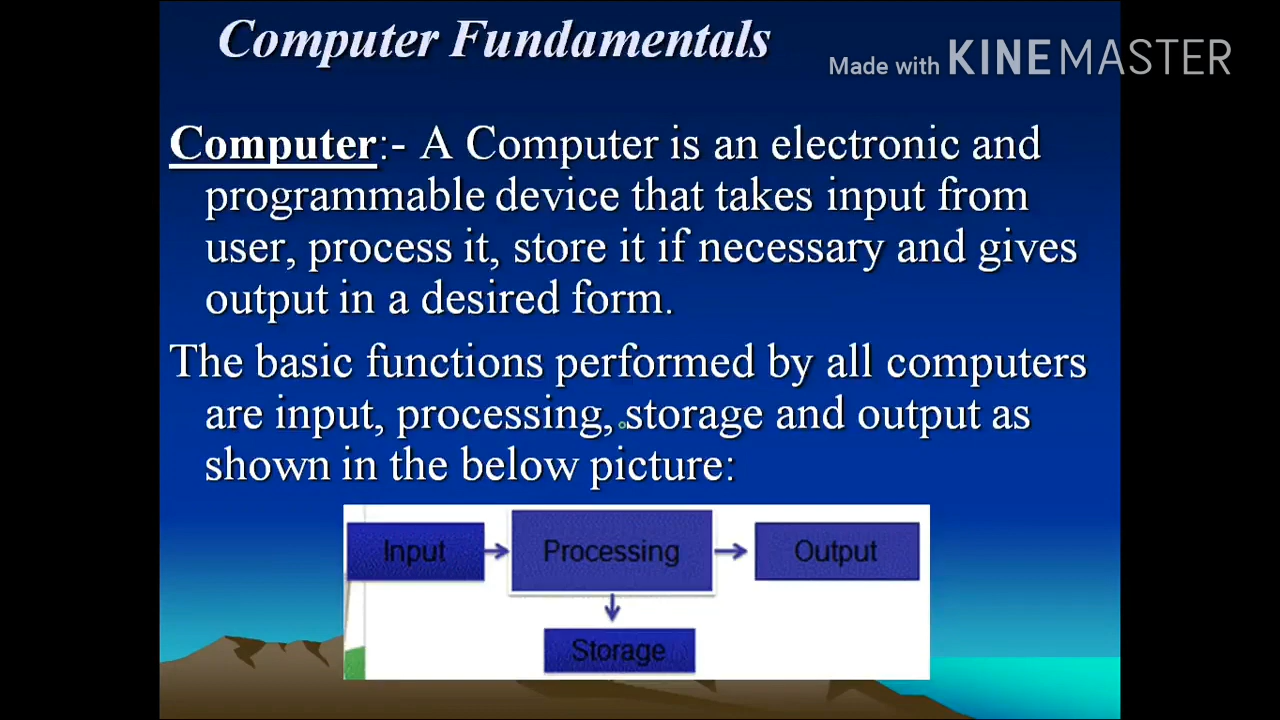 Computer Fundamentals
Made with KINEMASTER
Computer:- A Computer is an electronic and
programmable device that takes input from
user, process it, store it if necessary and gives
output in a desired form.
The basic functions performed by all computers
are input, processing, storage and output as
shown in the below picture:
Input
Processing
Output
Storage